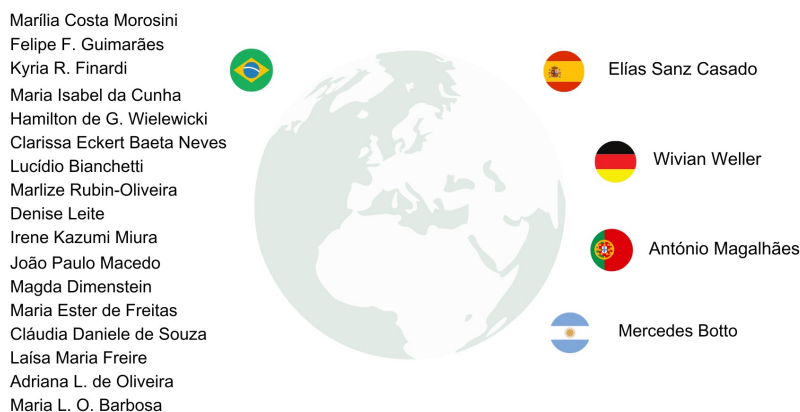 Marília Costa Morosini
Felipe F. Guimarães
Kyria R. Finardi
Maria Isabel da Cunha
Hamilton de G. Wielewicki
Clarissa Eckert Baeta Neves
Lucídio Bianchetti
Marlize Rubin-Oliveira
Denise Leite
Irene Kazumi Miura
João Paulo Macedo
Magda Dimenstein
Maria Ester de Freitas
Cláudia Daniele de Souza
Laísa Maria Freire
Adriana L. de Oliveira
Maria L. O. Barbosa
Elías Sanz Casado
Wivian Weller
António Magalhães
Mercedes Botto